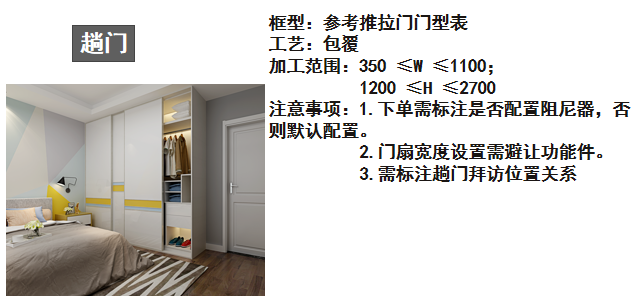 趟门
框型：参考推拉门门型表
工艺：包覆
加工范围：350 ≤W ≤1100；
1200 ≤H ≤2700
注意事项：1.下单需标注是否配置阻尼器，否
则默认配置。
2.门扇宽度设置需避让功能件。
3.需标注趟门拜访位置关系